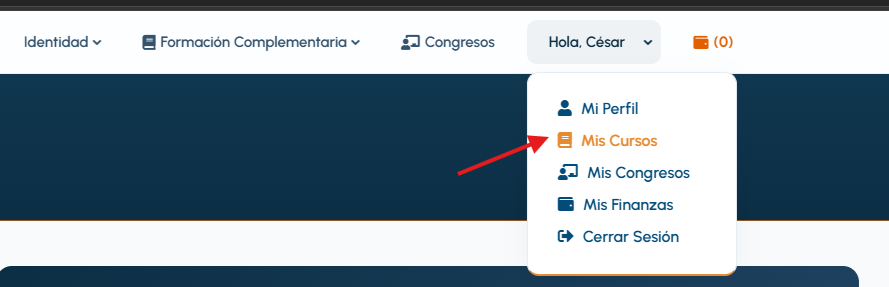 Identidad
Formación Complementaria
Congresos
Hola, César
(0)
Mi Perfil
Mis Cursos
Mis Congresos
Mis Finanzas
Cerrar Sesión